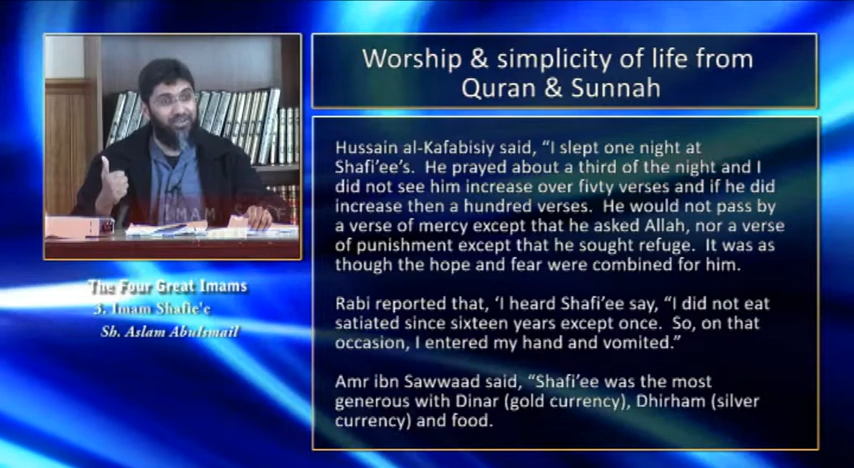 Worship & simplicity of life from
Quran & Sunnah
Hussain al-Kafabisiy said, “I slept one night at
Shafi’ee’s. He prayed about a third of the night and I
did not see him increase over fivty verses and if he did
increase then a hundred verses. He would not pass by
a verse of mercy except that he asked Allah, nor a verse
of punishment except that he sought refuge. It was as
though the hope and fear were combined for him.
Rabi reported that, ‘I heard Shafi’ee say, “I did not eat
satiated since sixteen years except once. So, on that
occasion, I entered my hand and vomited.”
Amr ibn Sawwaad said, “Shafi’ee was the most
generous with Dinar (gold currency), Dhirham (silver
currency) and food.
IMAM
The Four Great Imams
3. Imam Shafie'e
Sh. Aslam Abulsmail